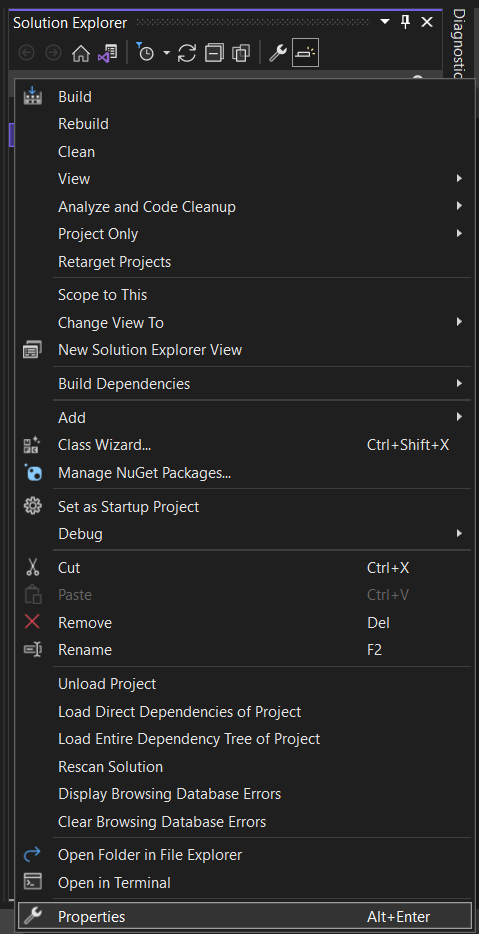 Solution Explorer
Diagnostic
Build
Rebuild
Clean
View
Analyze and Code Cleanup
Project Only
Retarget Projects
Scope to This
Change View To
New Solution Explorer View
Build Dependencies
Add
Class Wizard... Ctrl+Shift+X
Manage NuGet Packages...
Set as Startup Project
Debug
Cut Ctrl+X
Paste Ctrl+V
Remove Del
Rename F2
Unload Project
Load Direct Dependencies of Project
Load Entire Dependency Tree of Project
Rescan Solution
Display Browsing Database Errors
Clear Browsing Database Errors
Open Folder in File Explorer
Open in Terminal
Properties Alt+Enter